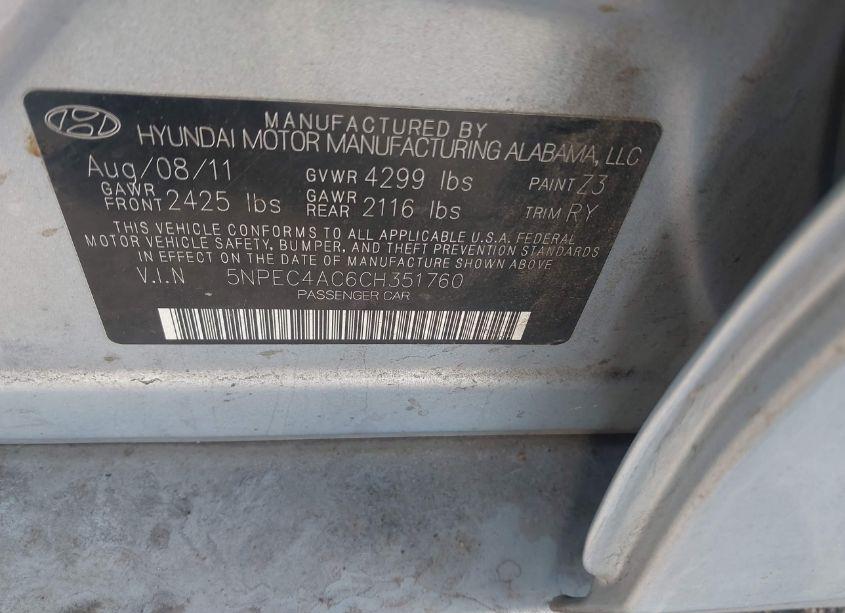 MANUFACTURED BY
HYUNDAI MOTOR MANUFACTURING ALABAMA, LLC
Aug/08/11 GVWR 4299 lbs PAINT Z3
GAWR FRONT 2425 lbs GAWR REAR 2116 lbs TRIM RY
THIS VEHICLE CONFORMS TO ALL APPLICABLE U.S.A. FEDERAL
MOTOR VEHICLE SAFETY, BUMPER, AND THEFT PREVENTION STANDARDS
IN EFFECT ON THE DATE OF MANUFACTURE SHOWN ABOVE
V.I.N 5NPEC4AC6CH351760
PASSENGER CAR